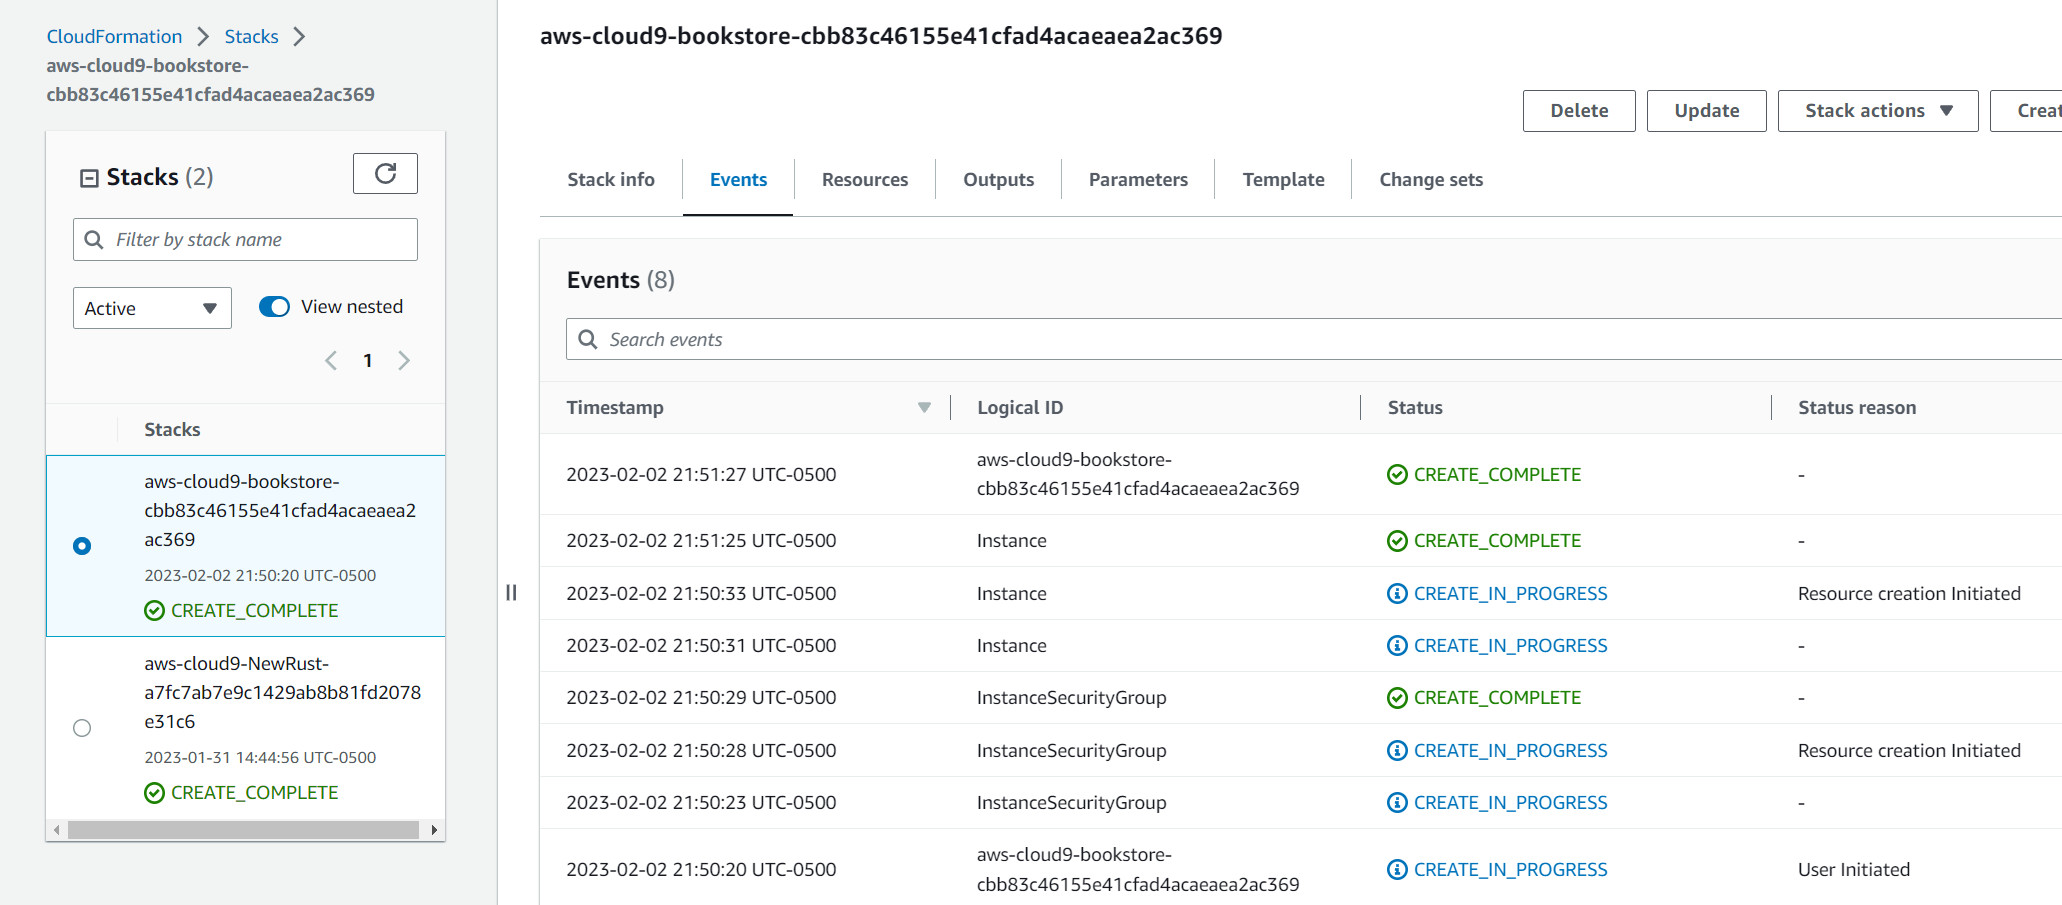 CloudFormation > Stacks >
aws-cloud9-bookstore-
cbb83c46155e41cfad4acaeaea2ac369
Stacks (2)
Filter by stack name
Active
View nested
1
Stacks
aws-cloud9-bookstore-
cbb83c46155e41cfad4acaeaea2
ac369
2023-02-02 21:50:20 UTC-0500
CREATE_COMPLETE
aws-cloud9-NewRust-
a7fc7ab7e9c1429ab8b81fd2078
e31c6
2023-01-31 14:44:56 UTC-0500
CREATE_COMPLETE
aws-cloud9-bookstore-cbb83c46155e41cfad4acaeaea2ac369
Delete Update Stack actions Creat
Stack info Events Resources Outputs Parameters Template Change sets
Events (8)
Search events
Timestamp Logical ID Status Status reason
2023-02-02 21:51:27 UTC-0500 aws-cloud9-bookstore- CREATE_COMPLETE -
cbb83c46155e41cfad4acaeaea2ac369
2023-02-02 21:51:25 UTC-0500 Instance CREATE_COMPLETE -
2023-02-02 21:50:33 UTC-0500 Instance CREATE_IN_PROGRESS Resource creation Initiated
2023-02-02 21:50:31 UTC-0500 Instance CREATE_IN_PROGRESS -
2023-02-02 21:50:29 UTC-0500 InstanceSecurityGroup CREATE_COMPLETE -
2023-02-02 21:50:28 UTC-0500 InstanceSecurityGroup CREATE_IN_PROGRESS Resource creation Initiated
2023-02-02 21:50:23 UTC-0500 InstanceSecurityGroup CREATE_IN_PROGRESS -
2023-02-02 21:50:20 UTC-0500 aws-cloud9-bookstore- CREATE_IN_PROGRESS User Initiated
cbb83c46155e41cfad4acaeaea2ac369